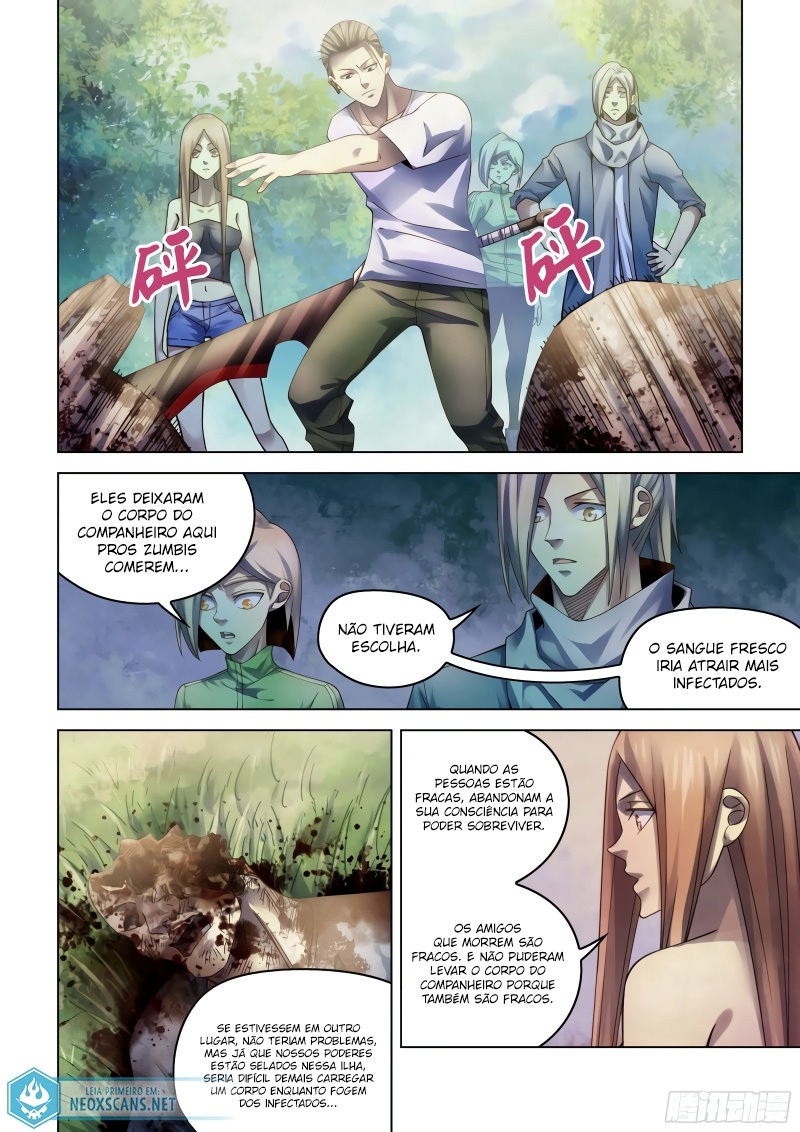 砰
砰
ELES DEIXARAM
O CORPO DO
COMPANHEIRO AQUI
PROS ZUMBIS
COMEREM...
NÃO TIVERAM
ESCOLHA.
O SANGUE FRESCO
IRIA ATRAIR MAIS
INFECTADOS.
QUANDO AS
PESSOAS ESTÃO
FRACAS, ABANDONAM A
SUA CONSCIÊNCIA PARA
PODER SOBREVIVER.
OS AMIGOS
QUE MORREM SÃO
FRACOS. E NÃO PUDERAM
LEVAR O CORPO DO
COMPANHEIRO PORQUE
TAMBÉM SÃO FRACOS.
SE ESTIVESSEM EM OUTRO
LUGAR, NÃO TERIAM PROBLEMAS,
MAS JÁ QUE NOSSOS PODERES
ESTÃO SELADOS NESSA ILHA,
SERIA DIFÍCIL DEMAIS CARREGAR
UM CORPO ENQUANTO FOGEM
DOS INFECTADOS...
LEIA PRIMEIRO EM:
NEOXSCANS.NET
腾讯动漫